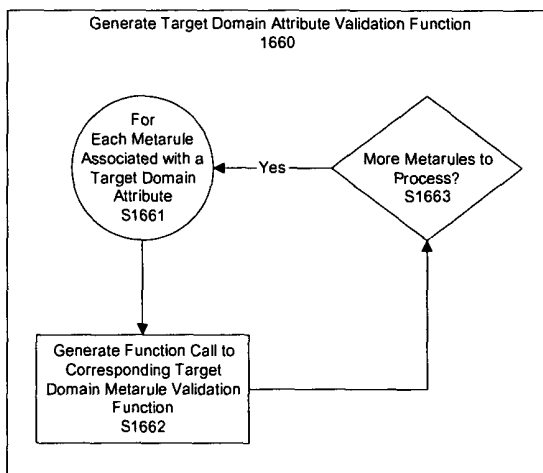 Generate Target Domain Attribute Validation Function
1660
For
Each Metarule
Associated with a
Target Domain
Attribute
S1661
Yes
More Metarules to
Process?
S1663
Generate Function Call to
Corresponding Target
Domain Metarule Validation
Function
S1662